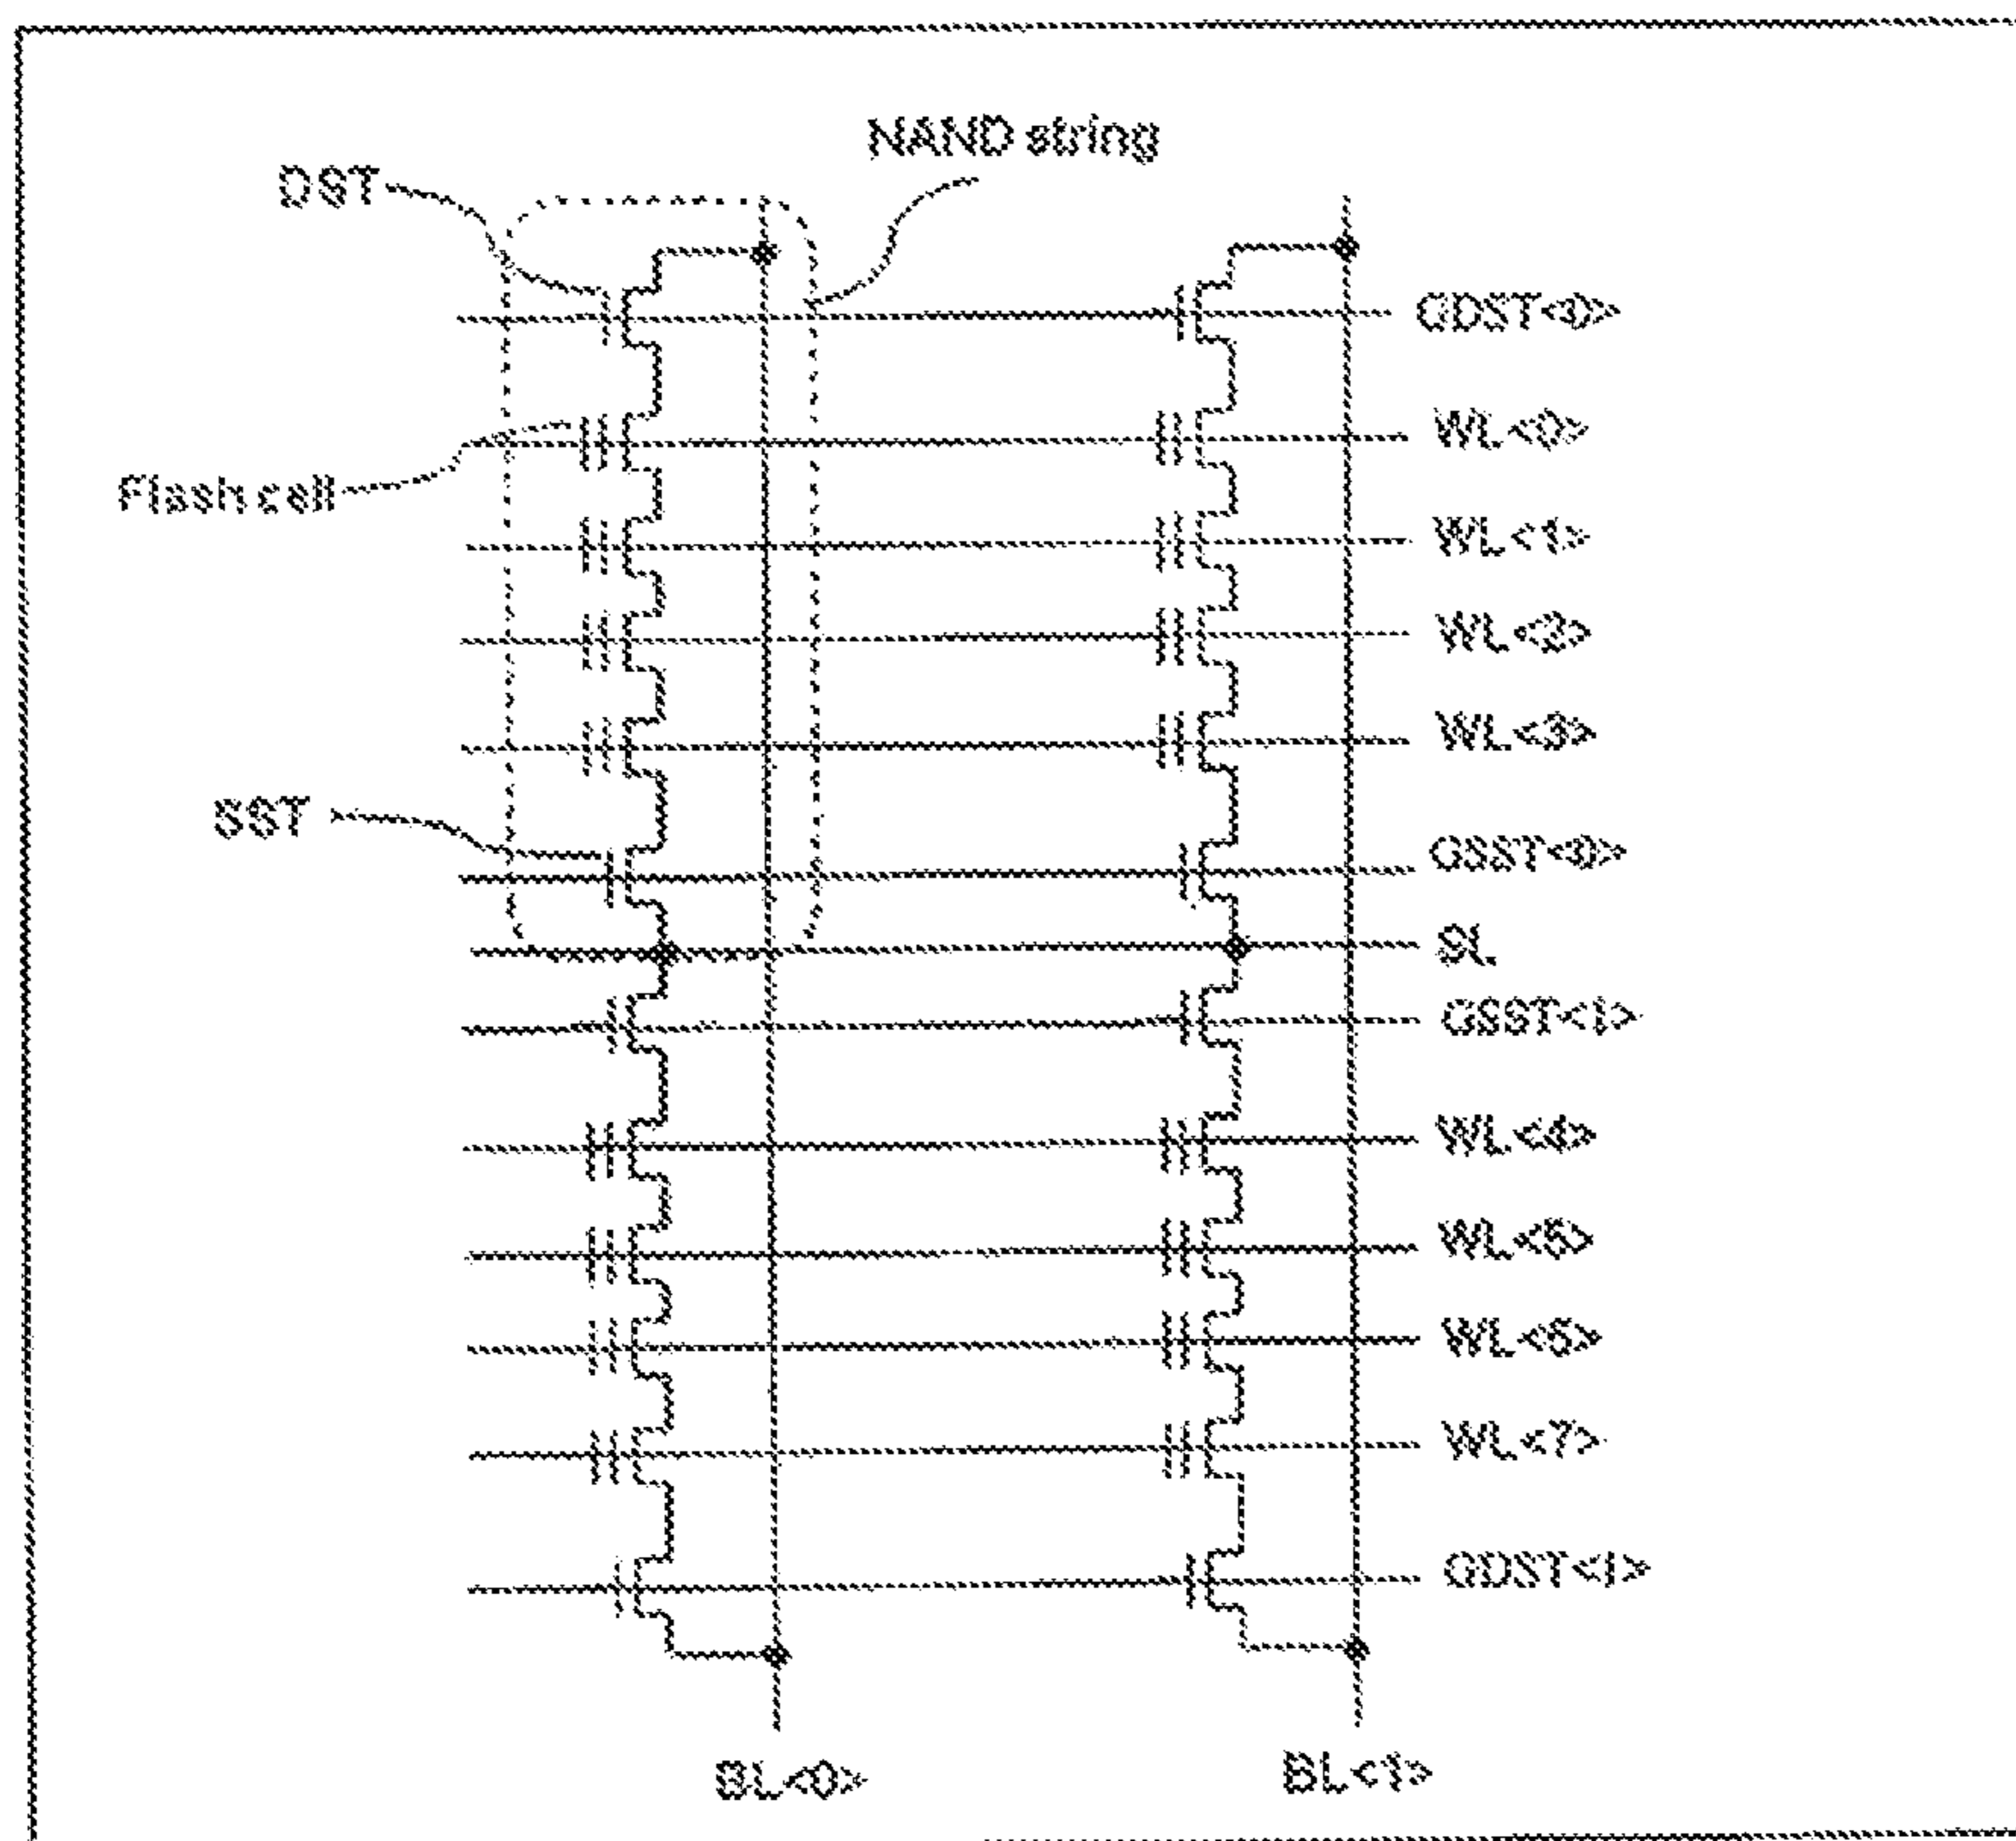 NAND string
DST
GDST<0>
WL<0>
Flash cell
WL<1>
WL<2>
WL<3>
SST
GSST<0>
SL
GSST<1>
WL<4>
WL<5>
WL<6>
WL<7>
GDST<1>
BL<0> BL<1>